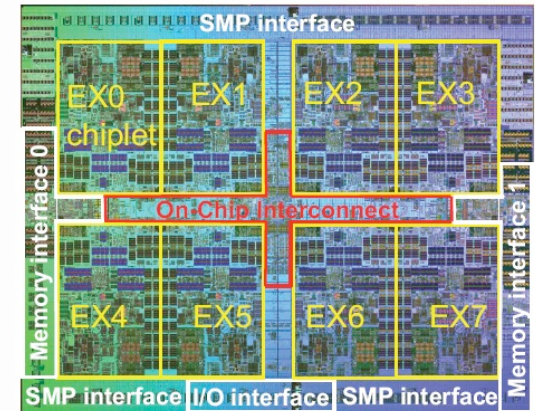 SMP interface
EX0
chiplet
EX1
EX2
EX3
Memory interface 0
Memory interface 1
On-Chip Interconnect
EX4
EX5
EX6
EX7
SMP interface
I/O interface
SMP interface